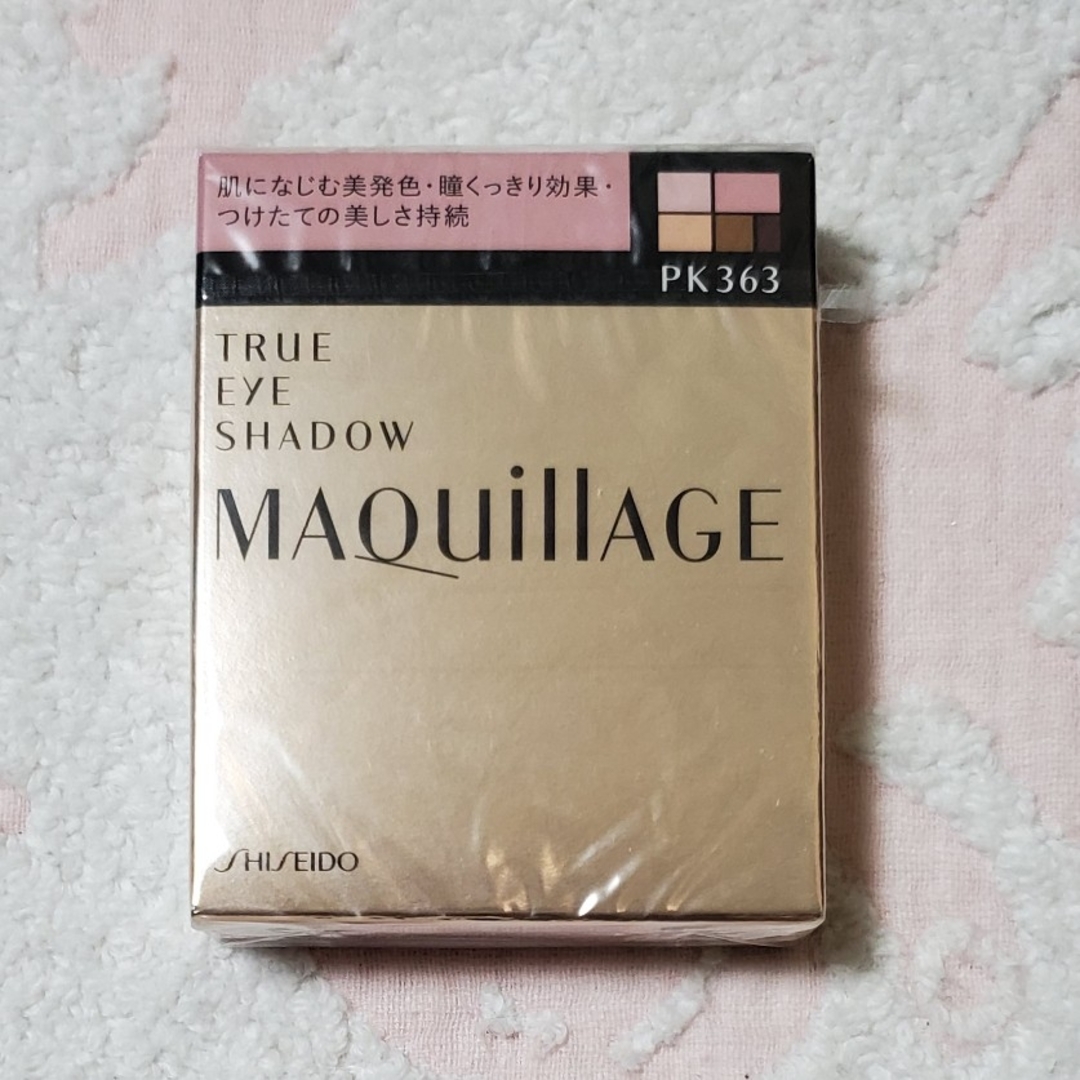 肌になじむ美発色・瞳くっきり効果・
つけたての美しさ持続
PK363
TRUE
EYE
SHADOW
MAQuillAGE
SHISEIDO